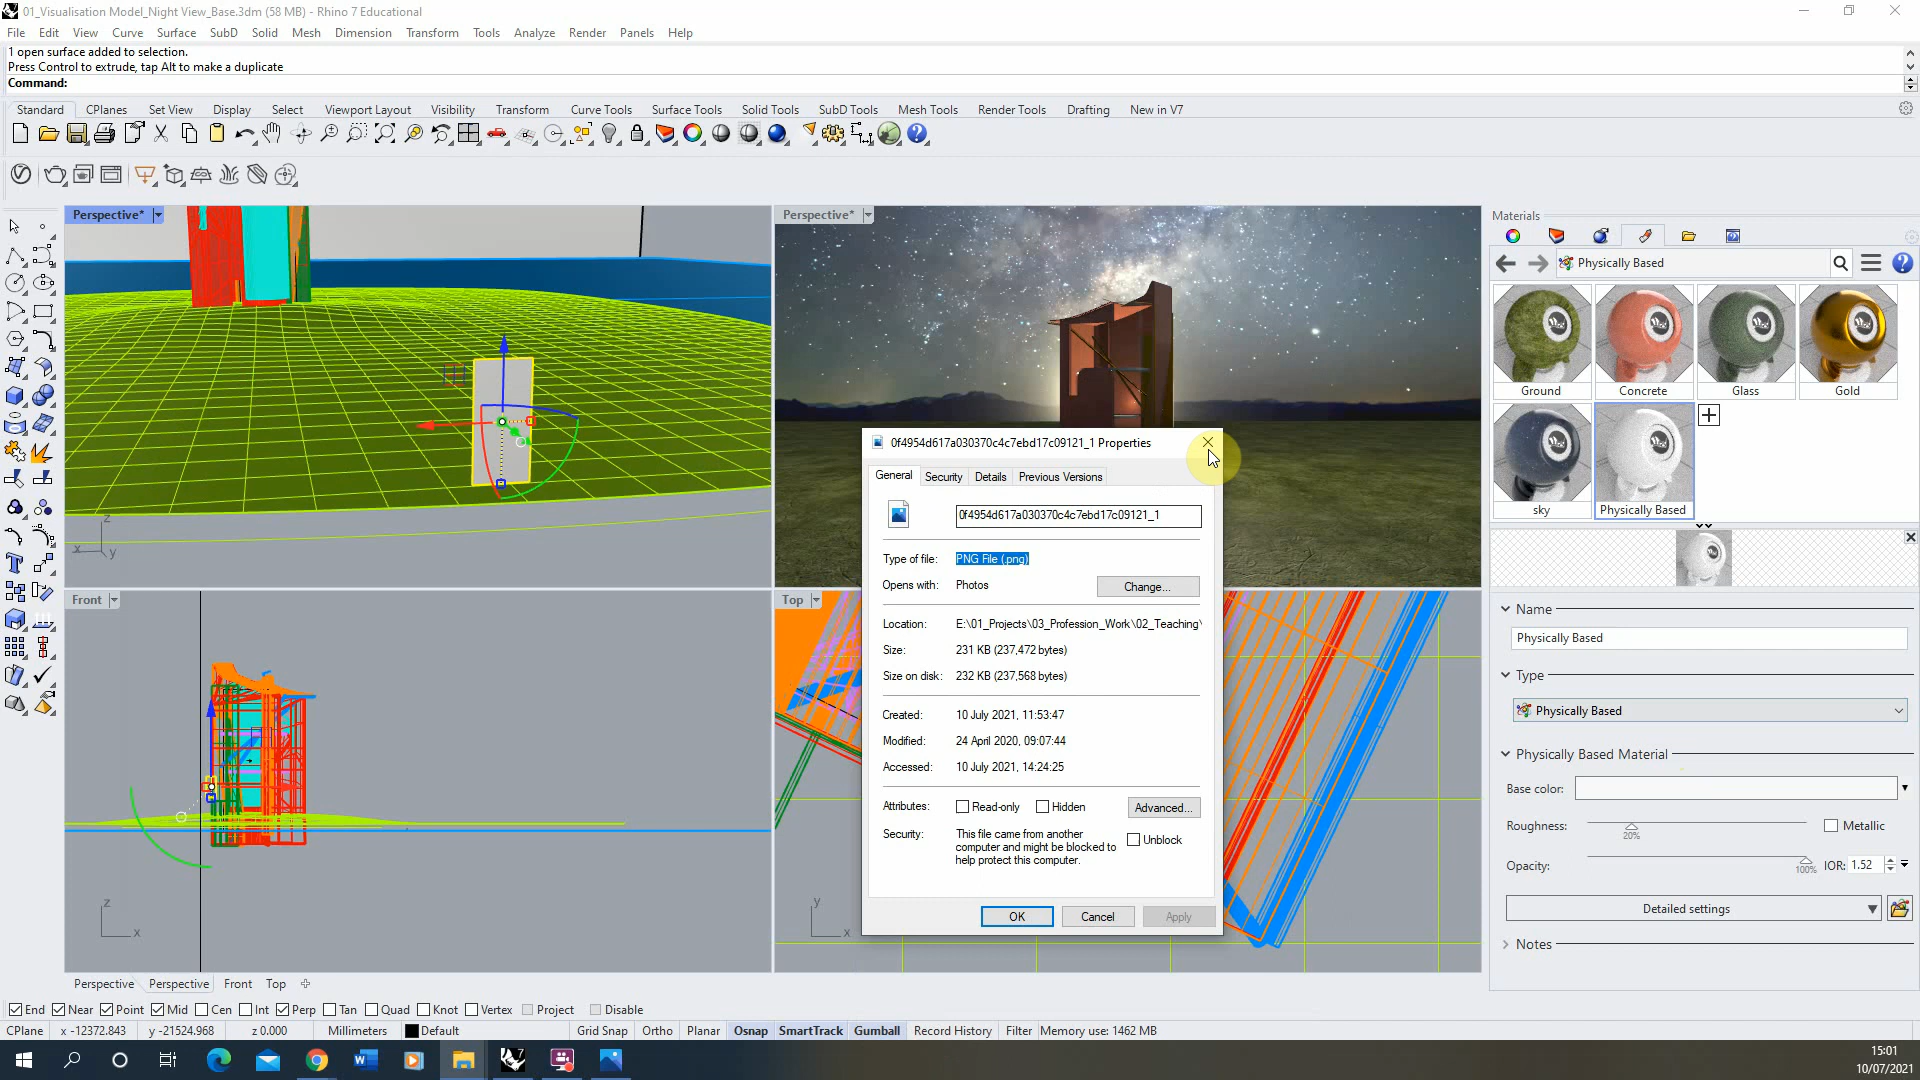 01_Visualisation Model_Night View_Base.3dm (58 MB) - Rhino 7 Educational
File Edit View Curve Surface SubD Solid Mesh Dimension Transform Tools Analyze Render Panels Help
1 open surface added to selection.
Press Control to extrude, tap Alt to make a duplicate
Command:
Standard CPlanes Set View Display Select Viewport Layout Visibility Transform Curve Tools Surface Tools Solid Tools SubD Tools Mesh Tools Render Tools Drafting New in V7
Perspective*
Perspective*
Materials
Physically Based
Ground Concrete Glass Gold
sky Physically Based
z
x y
0f4954d617a030370c4c7ebd17c09121_1 Properties
General Security Details Previous Versions
0f4954d617a030370c4c7ebd17c09121_1
Type of file: PNG File (.png)
Opens with: Photos Change...
Location: E:\01_Projects\03_Profession_Work\02_Teaching\
Size: 231 KB (237,472 bytes)
Size on disk: 232 KB (237,568 bytes)
Created: 10 July 2021, 11:53:47
Modified: 24 April 2020, 09:07:44
Accessed: 10 July 2021, 14:24:25
Attributes: Read-only Hidden Advanced...
Security: This file came from another
computer and might be blocked to
help protect this computer.
Unblock
OK Cancel Apply
Front
Top
z
x
y
x
Name
Physically Based
Type
Physically Based
Physically Based Material
Base color:
Roughness: 20% Metallic
Opacity: 100% IOR: 1.52
Detailed settings
Notes
Perspective Perspective Front Top
End Near Point Mid Cen Int Perp Tan Quad Knot Vertex Project Disable
CPlane x -12372.843 y -21524.968 z 0.000 Millimeters Default Grid Snap Ortho Planar Osnap SmartTrack Gumball Record History Filter Memory use: 1462 MB
15:01
10/07/2021